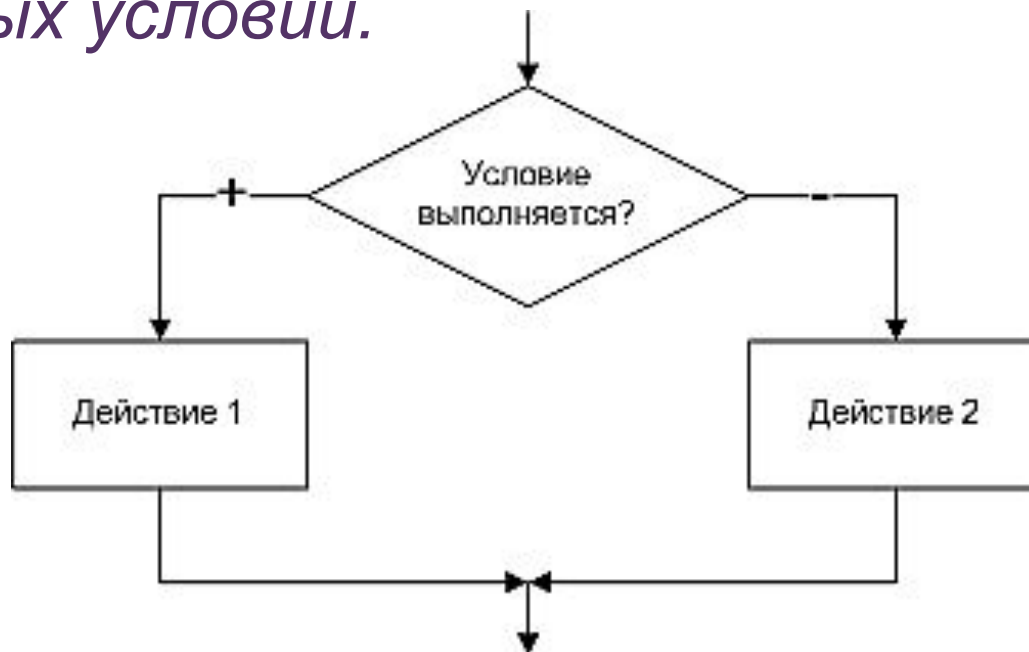 ых условий.
Условие
выполняется?
+
-
Действие 1
Действие 2